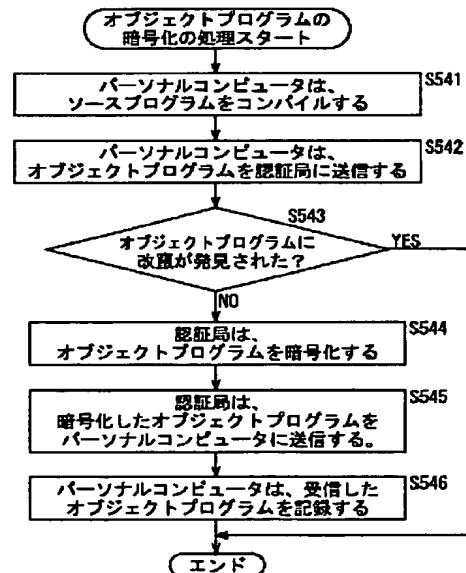 オブジェクトプログラムの
暗号化の処理スタート
S541
パーソナルコンピュータは、
ソースプログラムをコンパイルする
S542
パーソナルコンピュータは、
オブジェクトプログラムを認証局に送信する
S543
オブジェクトプログラムに
改竄が発見された？
YES
NO
S544
認証局は、
オブジェクトプログラムを暗号化する
S545
認証局は、
暗号化したオブジェクトプログラムを
パーソナルコンピュータに送信する。
S546
パーソナルコンピュータは、受信した
オブジェクトプログラムを記録する
エンド